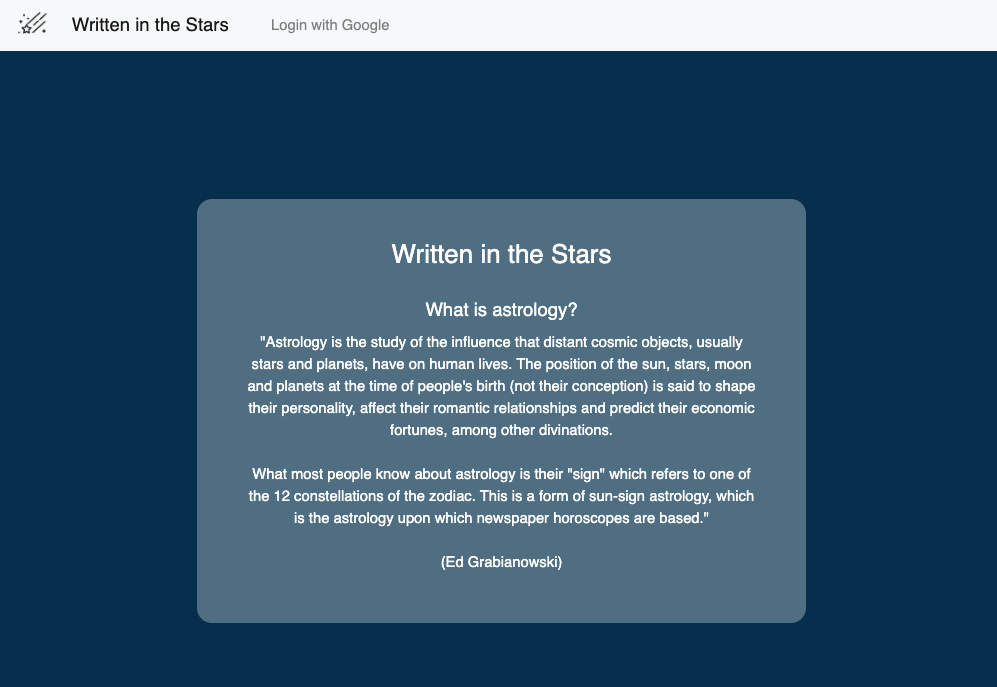 Written in the Stars
Login with Google
Written in the Stars
What is astrology?
"Astrology is the study of the influence that distant cosmic objects, usually
stars and planets, have on human lives. The position of the sun, stars, moon
and planets at the time of people's birth (not their conception) is said to shape
their personality, affect their romantic relationships and predict their economic
fortunes, among other divinations.
What most people know about astrology is their "sign" which refers to one of
the 12 constellations of the zodiac. This is a form of sun-sign astrology, which
is the astrology upon which newspaper horoscopes are based."
(Ed Grabianowski)